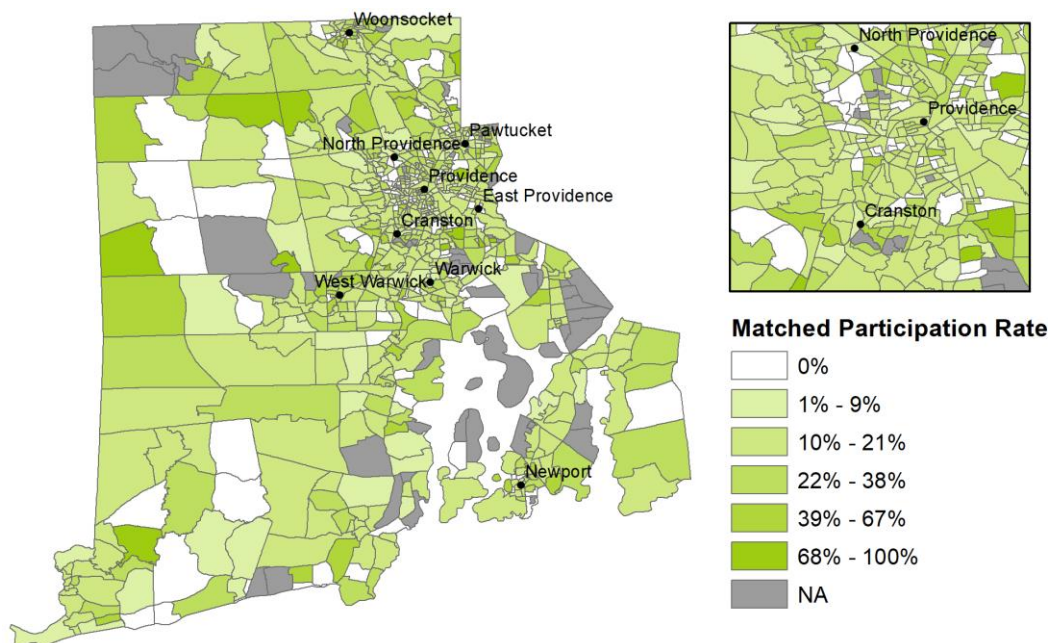 Woonsocket
Pawtucket
North Providence
Providence
East Providence
Cranston
Warwick
West Warwick
Newport
North Providence
Providence
Cranston
Matched Participation Rate
0%
1% - 9%
10% - 21%
22% - 38%
39% - 67%
68% - 100%
NA